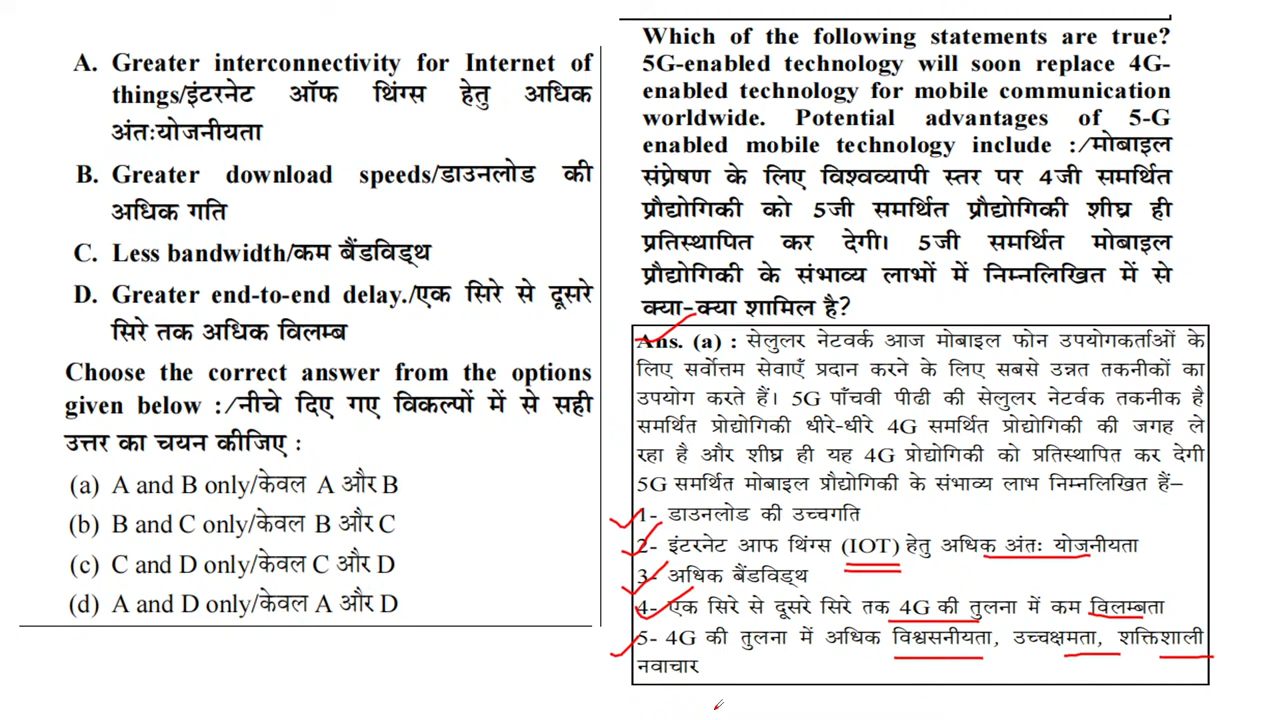 A. Greater interconnectivity for Internet of
things/इंटरनेट ऑफ थिंग्स हेतु अधिक
अंतःयोजनीयता
B. Greater download speeds/डाउनलोड की
अधिक गति
C. Less bandwidth/कम बैंडविड्थ
D. Greater end-to-end delay./एक सिरे से दूसरे
सिरे तक अधिक विलम्ब
Choose the correct answer from the options
given below :/नीचे दिए गए विकल्पों में से सही
उत्तर का चयन कीजिए :
(a) A and B only/केवल A और B
(b) B and C only/केवल B और C
(c) C and D only/केवल C और D
(d) A and D only/केवल A और D
Which of the following statements are true?
5G-enabled technology will soon replace 4G-
enabled technology for mobile communication
worldwide. Potential advantages of 5-G
enabled mobile technology include :/मोबाइल
संप्रेषण के लिए विश्वव्यापी स्तर पर 4जी समर्थित
प्रौद्योगिकी को 5जी समर्थित प्रौद्योगिकी शीघ्र ही
प्रतिस्थापित कर देगी। 5जी समर्थित मोबाइल
प्रौद्योगिकी के संभाव्य लाभों में निम्नलिखित में से
क्या-क्या शामिल है?
Ans. (a) : सेलुलर नेटवर्क आज मोबाइल फोन उपयोगकर्ताओं के
लिए सर्वोत्तम सेवाएँ प्रदान करने के लिए सबसे उन्नत तकनीकों का
उपयोग करते हैं। 5G पाँचवी पीढी की सेलुलर नेटर्वक तकनीक है
समर्थित प्रोद्योगिकी धीरे-धीरे 4G समर्थित प्रोद्योगिकी की जगह ले
रहा है और शीघ्र ही यह 4G प्रोद्योगिकी को प्रतिस्थापित कर देगी
5G समर्थित मोबाइल प्रौद्योगिकी के संभाव्य लाभ निम्नलिखित हैं–
1- डाउनलोड की उच्चगति
2- इंटरनेट आफ थिंग्स (IOT) हेतु अधिक अंतः योजनीयता
3- अधिक बैंडविड्थ
4- एक सिरे से दूसरे सिरे तक 4G की तुलना में कम विलम्बता
5- 4G की तुलना में अधिक विश्वसनीयता, उच्चक्षमता, शक्तिशाली
नवाचार